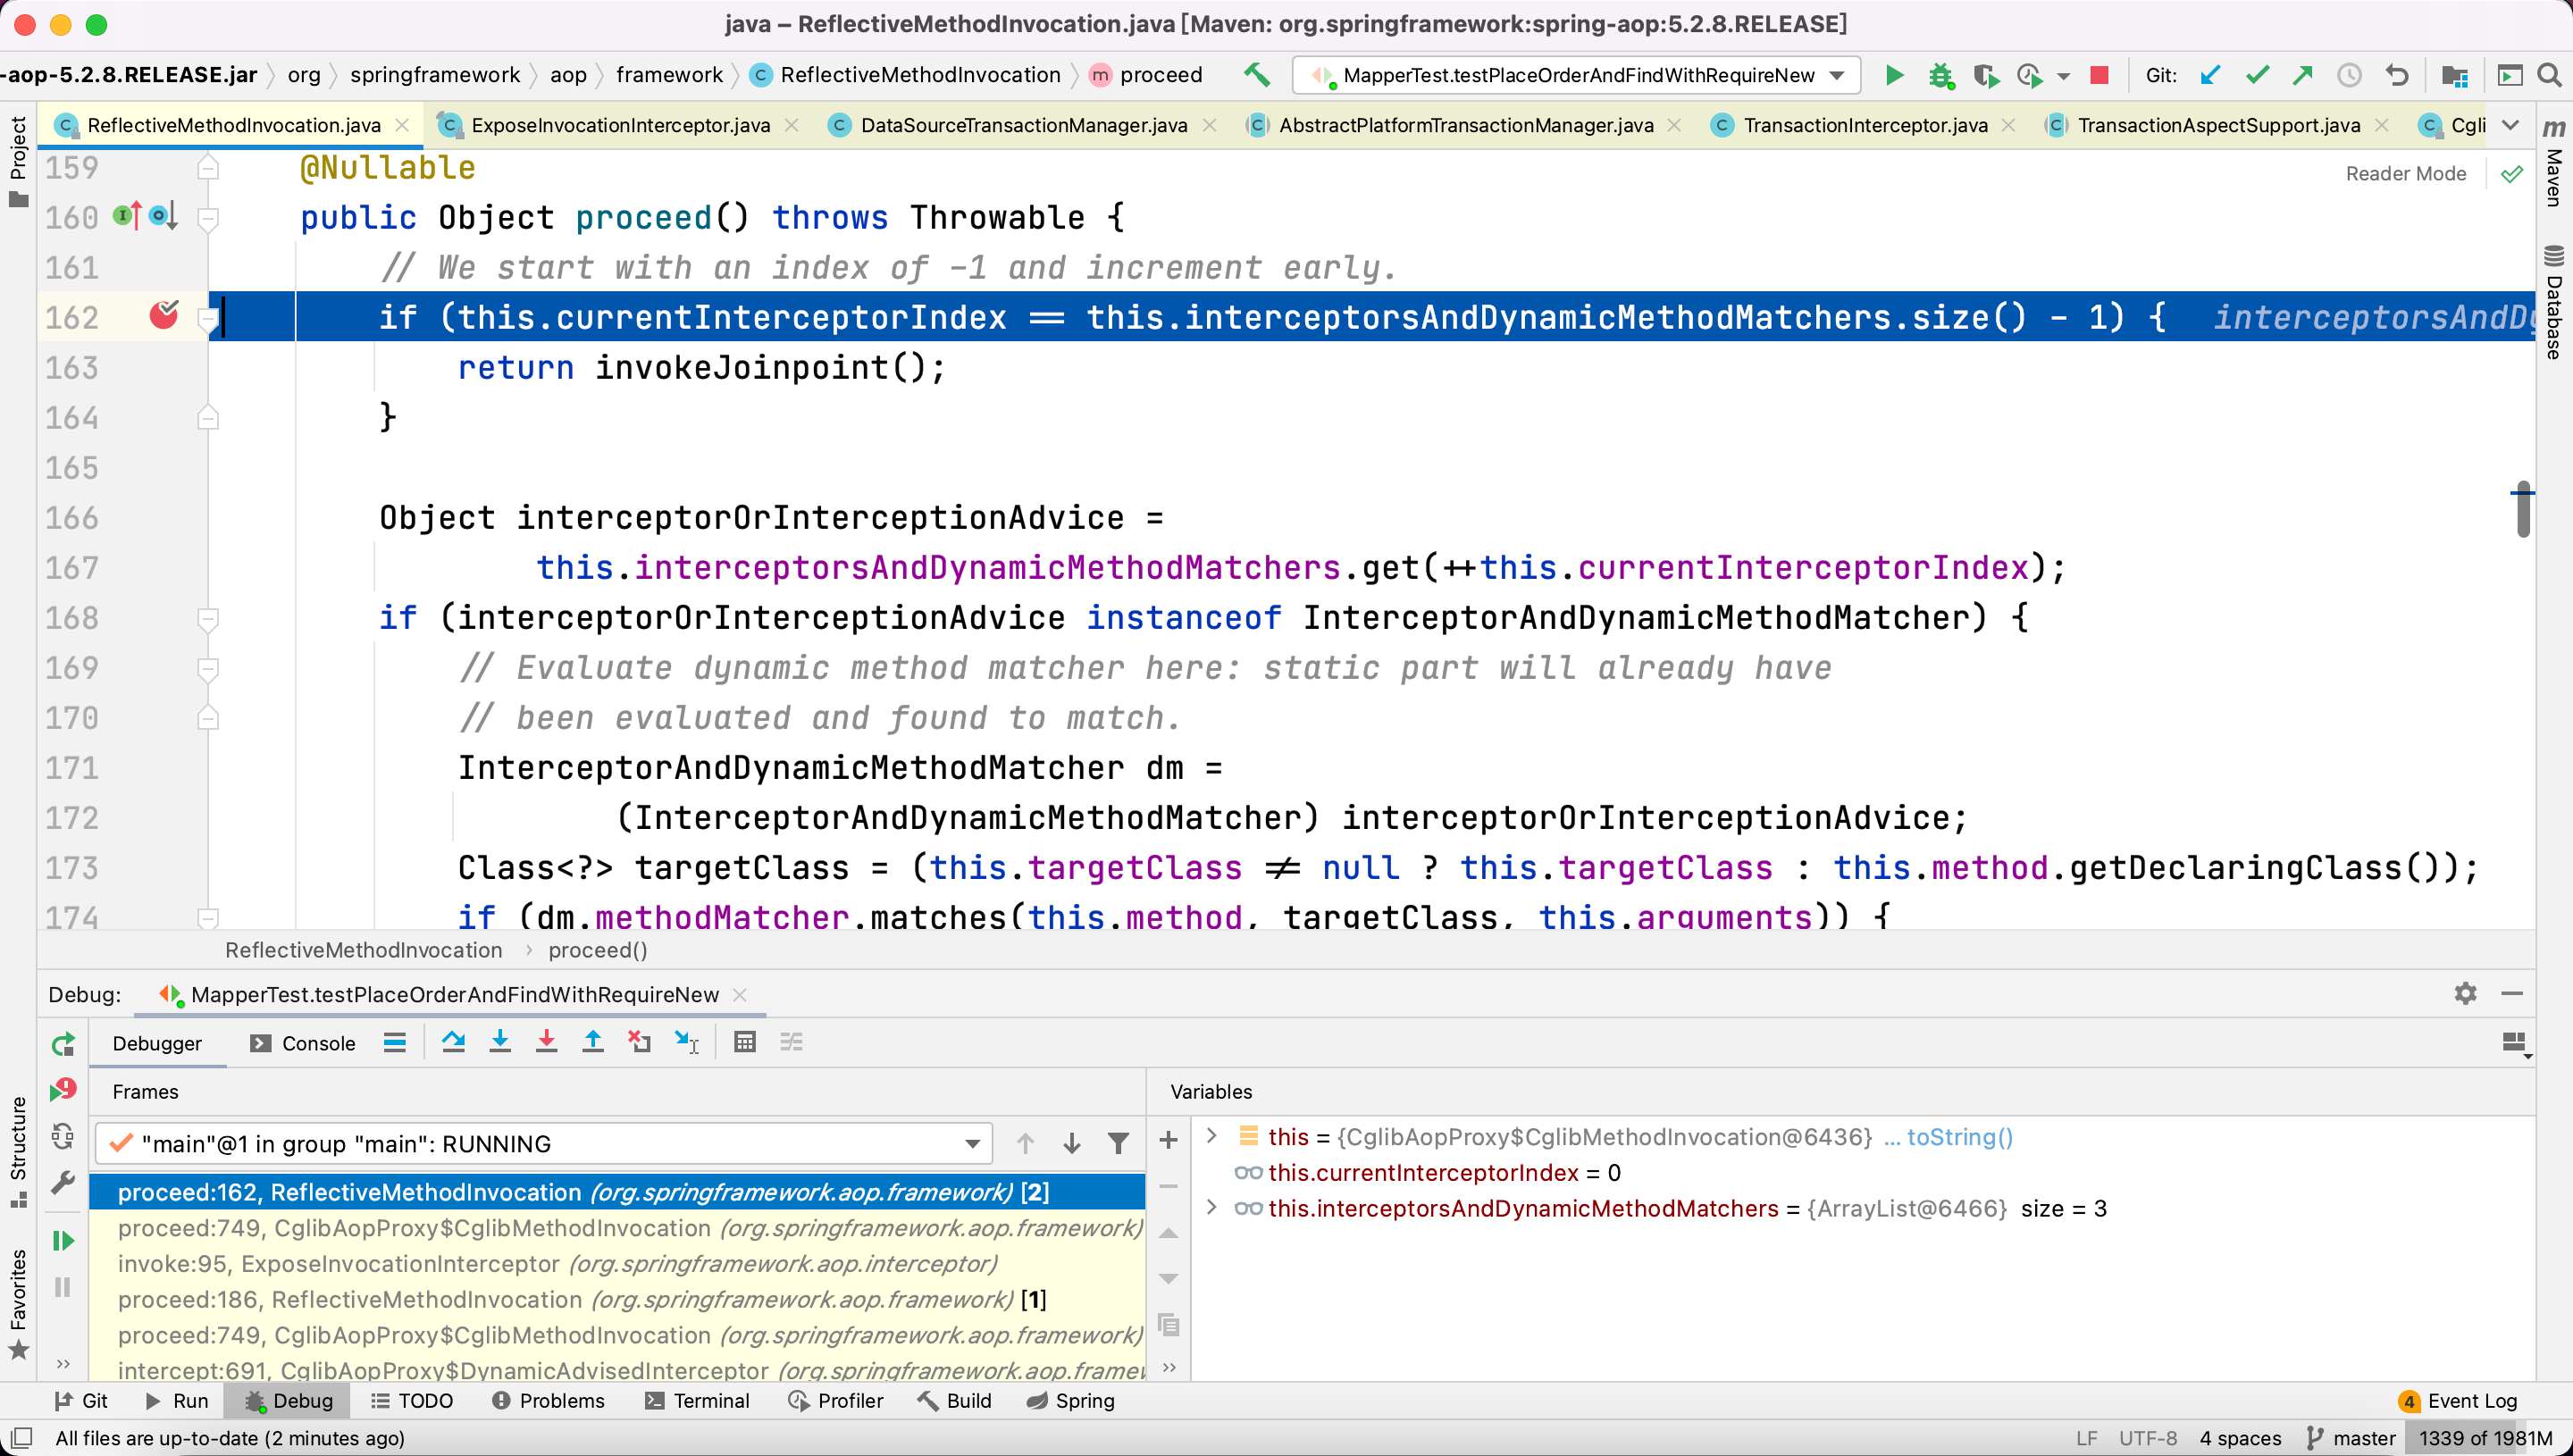 java – ReflectiveMethodInvocation.java [Maven: org.springframework:spring-aop:5.2.8.RELEASE]
-aop-5.2.8.RELEASE.jar org springframework aop framework C ReflectiveMethodInvocation m proceed MapperTest.testPlaceOrderAndFindWithRequireNew Git:
ReflectiveMethodInvocation.java ExposeInvocationInterceptor.java DataSourceTransactionManager.java AbstractPlatformTransactionManager.java TransactionInterceptor.java TransactionAspectSupport.java Cgli
Project
Structure
Favorites
m Maven
Database
Reader Mode
159 @Nullable
160 public Object proceed() throws Throwable {
161 // We start with an index of -1 and increment early.
162 if (this.currentInterceptorIndex == this.interceptorsAndDynamicMethodMatchers.size() - 1) { interceptorsAndDy
163 return invokeJoinpoint();
164 }
165
166 Object interceptorOrInterceptionAdvice =
167 this.interceptorsAndDynamicMethodMatchers.get(++this.currentInterceptorIndex);
168 if (interceptorOrInterceptionAdvice instanceof InterceptorAndDynamicMethodMatcher) {
169 // Evaluate dynamic method matcher here: static part will already have
170 // been evaluated and found to match.
171 InterceptorAndDynamicMethodMatcher dm =
172 (InterceptorAndDynamicMethodMatcher) interceptorOrInterceptionAdvice;
173 Class<?> targetClass = (this.targetClass != null ? this.targetClass : this.method.getDeclaringClass());
174 if (dm.methodMatcher.matches(this.method, targetClass, this.arguments)) {
ReflectiveMethodInvocation › proceed()
Debug: MapperTest.testPlaceOrderAndFindWithRequireNew
Debugger Console
Frames
"main"@1 in group "main": RUNNING
proceed:162, ReflectiveMethodInvocation (org.springframework.aop.framework) [2]
proceed:749, CglibAopProxy$CglibMethodInvocation (org.springframework.aop.framework)
invoke:95, ExposeInvocationInterceptor (org.springframework.aop.interceptor)
proceed:186, ReflectiveMethodInvocation (org.springframework.aop.framework) [1]
proceed:749, CglibAopProxy$CglibMethodInvocation (org.springframework.aop.framework)
intercept:691, CglibAopProxy$DynamicAdvisedInterceptor (org.springframework.aop.framew
Variables
this = {CglibAopProxy$CglibMethodInvocation@6436} ... toString()
this.currentInterceptorIndex = 0
this.interceptorsAndDynamicMethodMatchers = {ArrayList@6466} size = 3
Git Run Debug TODO Problems Terminal Profiler Build Spring 4 Event Log
All files are up-to-date (2 minutes ago) LF UTF-8 4 spaces master 1339 of 1981M